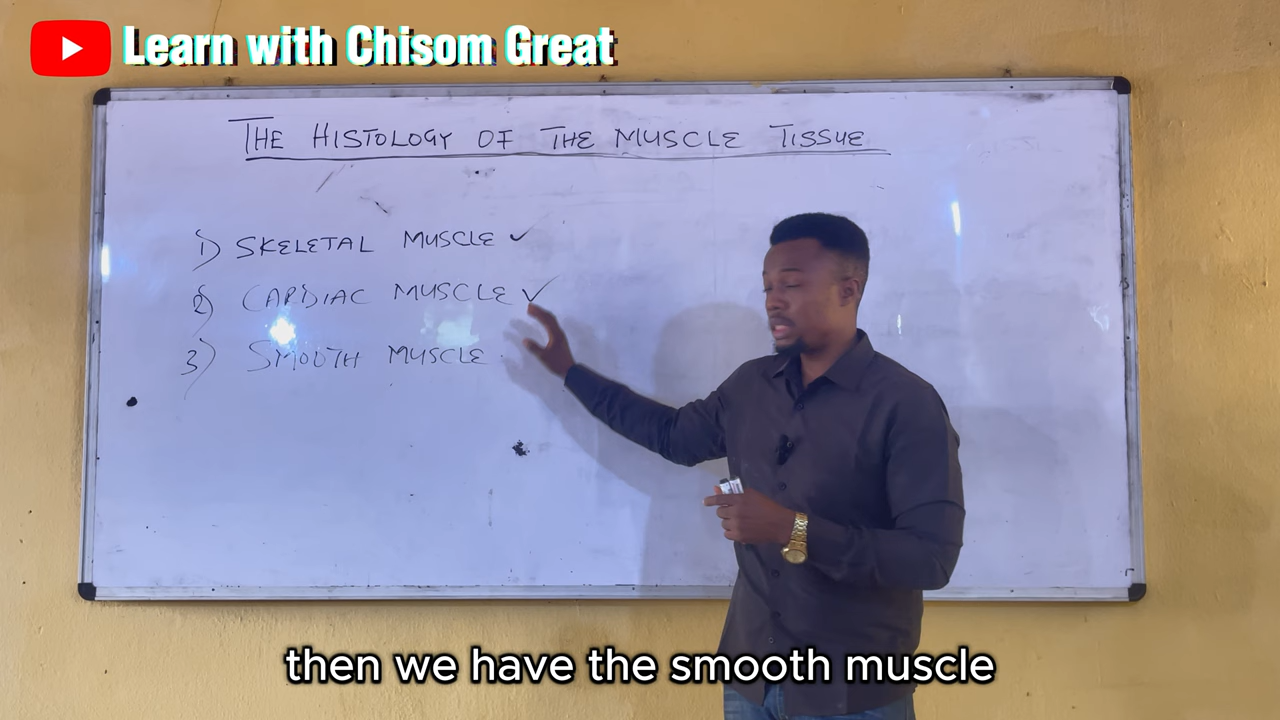 Learn with Chisom Great
THE HISTOLOGY OF THE MUSCLE TISSUE
1) SKELETAL MUSCLE ✓
2) CARDIAC MUSCLE ✓
3) SMOOTH MUSCLE
then we have the smooth muscle